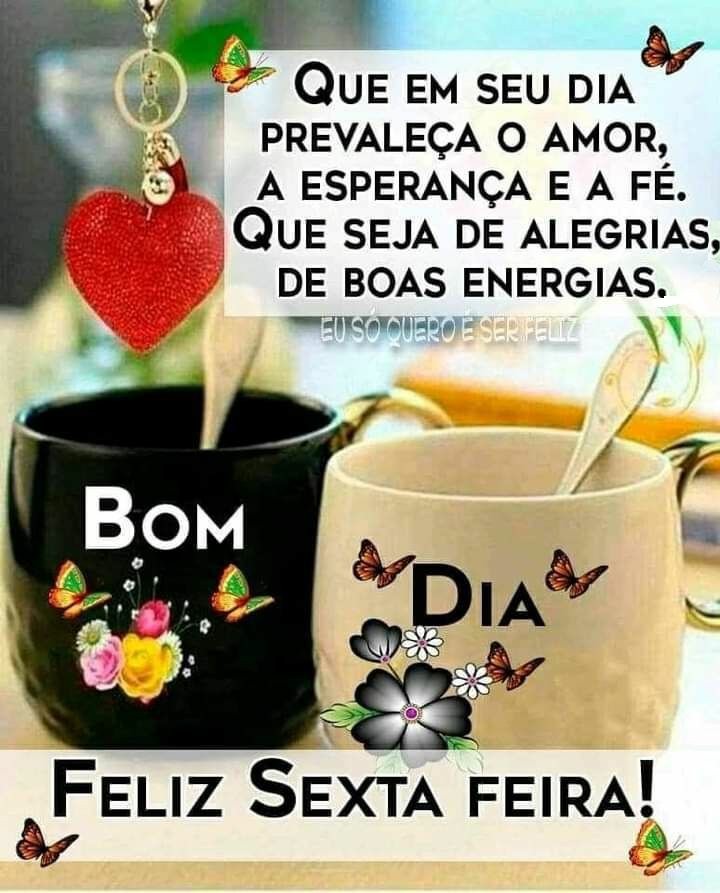 Que em seu dia
prevaleça o amor,
a esperança e a fé.
Que seja de alegrias,
de boas energias.
EU SÓ QUERO É SER FELIZ
Bom
Dia
Feliz Sexta feira!